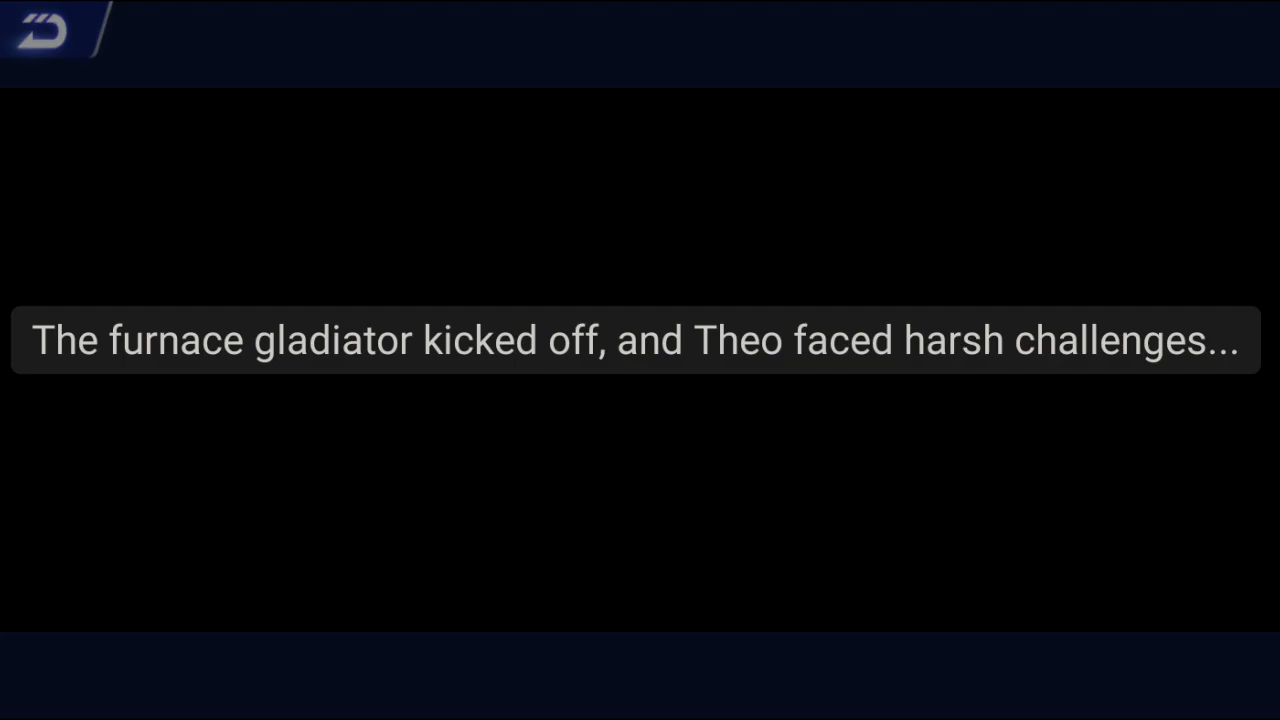 The furnace gladiator kicked off, and Theo faced harsh challenges...